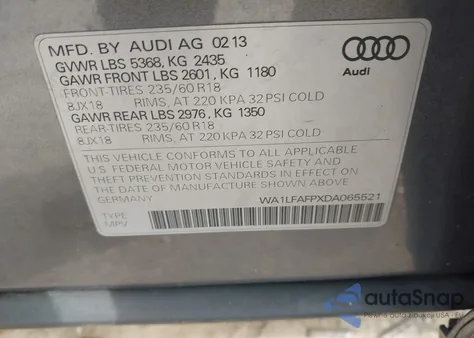 MFD. BY AUDI AG 02 13
GVWR LBS 5368, KG 2435
GAWR FRONT LBS 2601, KG 1180
FRONT-TIRES 235/60 R18
8JX18 RIMS, AT 220 KPA 32 PSI COLD
GAWR REAR LBS 2976, KG 1350
REAR-TIRES 235/60 R18
8JX18 RIMS, AT 220 KPA 32 PSI COLD
THIS VEHICLE CONFORMS TO ALL APPLICABLE
U.S FEDERAL MOTOR VEHICLE SAFETY AND
THEFT PREVENTION STANDARDS IN EFFECT ON
THE DATE OF MANUFACTURE SHOWN ABOVE
GERMANY WA1LFAFPXDA065521
TYPE
MPV
Audi
autoSnap